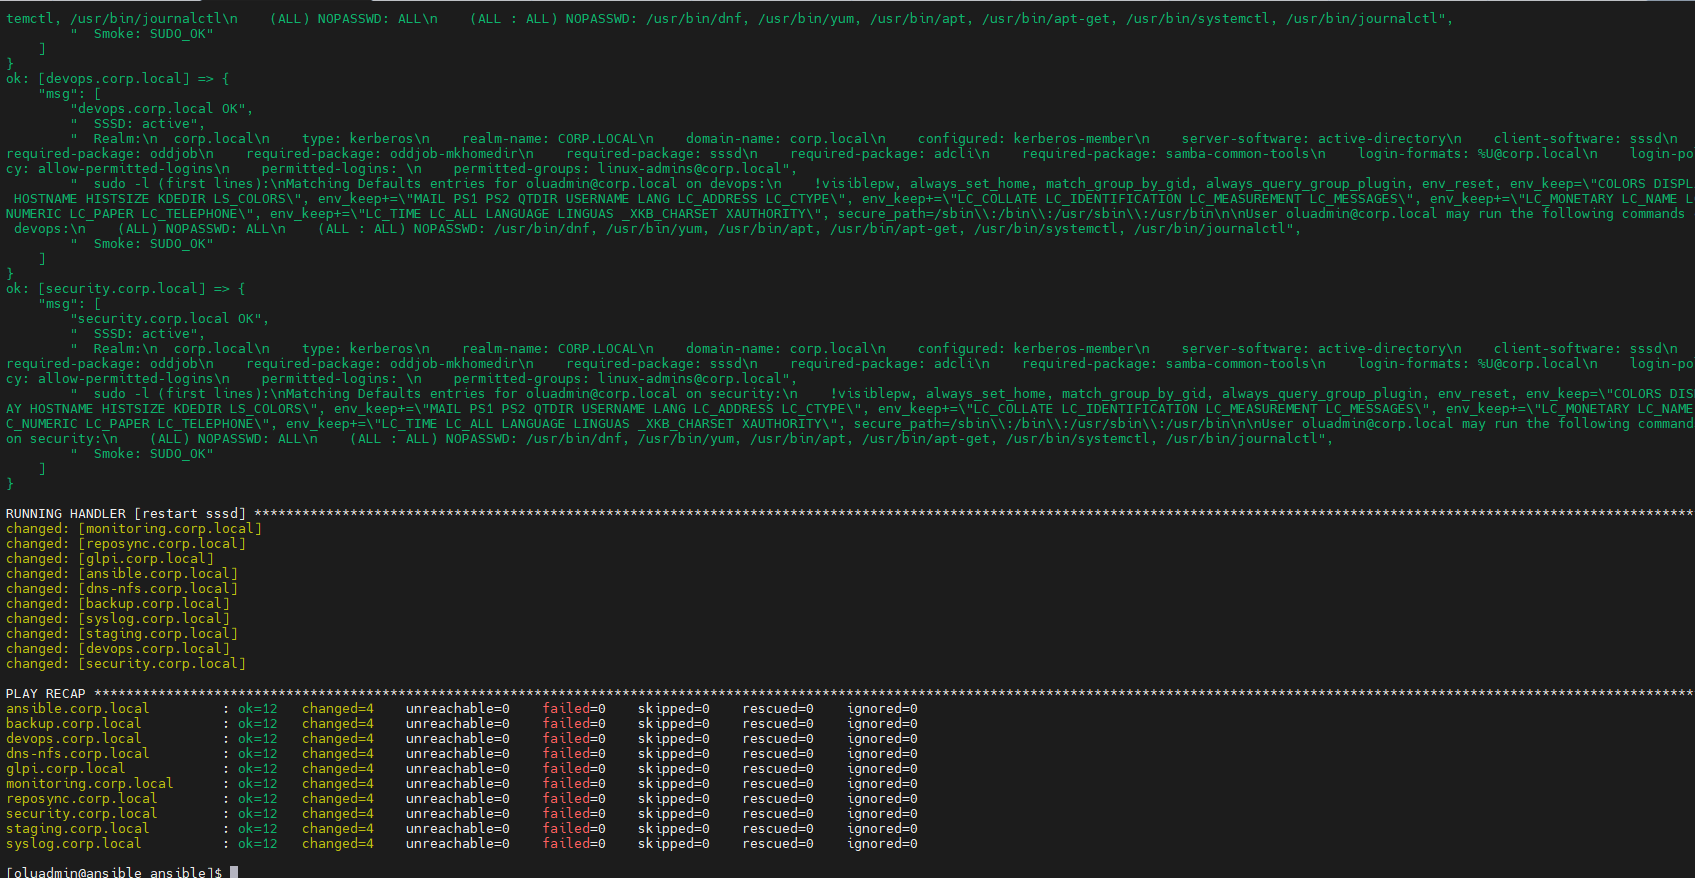 temctl, /usr/bin/journalctl\n    (ALL) NOPASSWD: ALL\n    (ALL : ALL) NOPASSWD: /usr/bin/dnf, /usr/bin/yum, /usr/bin/apt, /usr/bin/apt-get, /usr/bin/systemctl, /usr/bin/journalctl",
        "  Smoke: SUDO_OK"
    ]
}
ok: [devops.corp.local] => {
    "msg": [
        "devops.corp.local OK",
        "  SSSD: active",
        "  Realm:\n  corp.local\n    type: kerberos\n    realm-name: CORP.LOCAL\n    domain-name: corp.local\n    configured: kerberos-member\n    server-software: active-directory\n    client-software: sssd\n
required-package: oddjob\n    required-package: oddjob-mkhomedir\n    required-package: sssd\n    required-package: adcli\n    required-package: samba-common-tools\n    login-formats: %U@corp.local\n    login-po
cy: allow-permitted-logins\n    permitted-logins: \n    permitted-groups: linux-admins@corp.local",
        "  sudo -l (first lines):\nMatching Defaults entries for oluadmin@corp.local on devops:\n    !visiblepw, always_set_home, match_group_by_gid, always_query_group_plugin, env_reset, env_keep=\"COLORS DISPL
 HOSTNAME HISTSIZE KDEDIR LS_COLORS\", env_keep+=\"MAIL PS1 PS2 QTDIR USERNAME LANG LC_ADDRESS LC_CTYPE\", env_keep+=\"LC_COLLATE LC_IDENTIFICATION LC_MEASUREMENT LC_MESSAGES\", env_keep+=\"LC_MONETARY LC_NAME LC
NUMERIC LC_PAPER LC_TELEPHONE\", env_keep+=\"LC_TIME LC_ALL LANGUAGE LINGUAS _XKB_CHARSET XAUTHORITY\", secure_path=/sbin\\:/bin\\:/usr/sbin\\:/usr/bin\n\nUser oluadmin@corp.local may run the following commands
 devops:\n    (ALL) NOPASSWD: ALL\n    (ALL : ALL) NOPASSWD: /usr/bin/dnf, /usr/bin/yum, /usr/bin/apt, /usr/bin/apt-get, /usr/bin/systemctl, /usr/bin/journalctl",
        "  Smoke: SUDO_OK"
    ]
}
ok: [security.corp.local] => {
    "msg": [
        "security.corp.local OK",
        "  SSSD: active",
        "  Realm:\n  corp.local\n    type: kerberos\n    realm-name: CORP.LOCAL\n    domain-name: corp.local\n    configured: kerberos-member\n    server-software: active-directory\n    client-software: sssd\n
required-package: oddjob\n    required-package: oddjob-mkhomedir\n    required-package: sssd\n    required-package: adcli\n    required-package: samba-common-tools\n    login-formats: %U@corp.local\n    login-po
cy: allow-permitted-logins\n    permitted-logins: \n    permitted-groups: linux-admins@corp.local",
        "  sudo -l (first lines):\nMatching Defaults entries for oluadmin@corp.local on security:\n    !visiblepw, always_set_home, match_group_by_gid, always_query_group_plugin, env_reset, env_keep=\"COLORS DIS
AY HOSTNAME HISTSIZE KDEDIR LS_COLORS\", env_keep+=\"MAIL PS1 PS2 QTDIR USERNAME LANG LC_ADDRESS LC_CTYPE\", env_keep+=\"LC_COLLATE LC_IDENTIFICATION LC_MEASUREMENT LC_MESSAGES\", env_keep+=\"LC_MONETARY LC_NAME
C_NUMERIC LC_PAPER LC_TELEPHONE\", env_keep+=\"LC_TIME LC_ALL LANGUAGE LINGUAS _XKB_CHARSET XAUTHORITY\", secure_path=/sbin\\:/bin\\:/usr/sbin\\:/usr/bin\n\nUser oluadmin@corp.local may run the following command
on security:\n    (ALL) NOPASSWD: ALL\n    (ALL : ALL) NOPASSWD: /usr/bin/dnf, /usr/bin/yum, /usr/bin/apt, /usr/bin/apt-get, /usr/bin/systemctl, /usr/bin/journalctl",
        "  Smoke: SUDO_OK"
    ]
}
RUNNING HANDLER [restart sssd] ************************************************************************************************************************************************************************************
changed: [monitoring.corp.local]
changed: [reposync.corp.local]
changed: [glpi.corp.local]
changed: [ansible.corp.local]
changed: [dns-nfs.corp.local]
changed: [backup.corp.local]
changed: [syslog.corp.local]
changed: [staging.corp.local]
changed: [devops.corp.local]
changed: [security.corp.local]
PLAY RECAP ********************************************************************************************************************************************************************************************************
ansible.corp.local         : ok=12   changed=4    unreachable=0    failed=0    skipped=0    rescued=0    ignored=0
backup.corp.local          : ok=12   changed=4    unreachable=0    failed=0    skipped=0    rescued=0    ignored=0
devops.corp.local          : ok=12   changed=4    unreachable=0    failed=0    skipped=0    rescued=0    ignored=0
dns-nfs.corp.local         : ok=12   changed=4    unreachable=0    failed=0    skipped=0    rescued=0    ignored=0
glpi.corp.local            : ok=12   changed=4    unreachable=0    failed=0    skipped=0    rescued=0    ignored=0
monitoring.corp.local      : ok=12   changed=4    unreachable=0    failed=0    skipped=0    rescued=0    ignored=0
reposync.corp.local        : ok=12   changed=4    unreachable=0    failed=0    skipped=0    rescued=0    ignored=0
security.corp.local        : ok=12   changed=4    unreachable=0    failed=0    skipped=0    rescued=0    ignored=0
staging.corp.local         : ok=12   changed=4    unreachable=0    failed=0    skipped=0    rescued=0    ignored=0
syslog.corp.local          : ok=12   changed=4    unreachable=0    failed=0    skipped=0    rescued=0    ignored=0
[oluadmin@ansible ansible]$